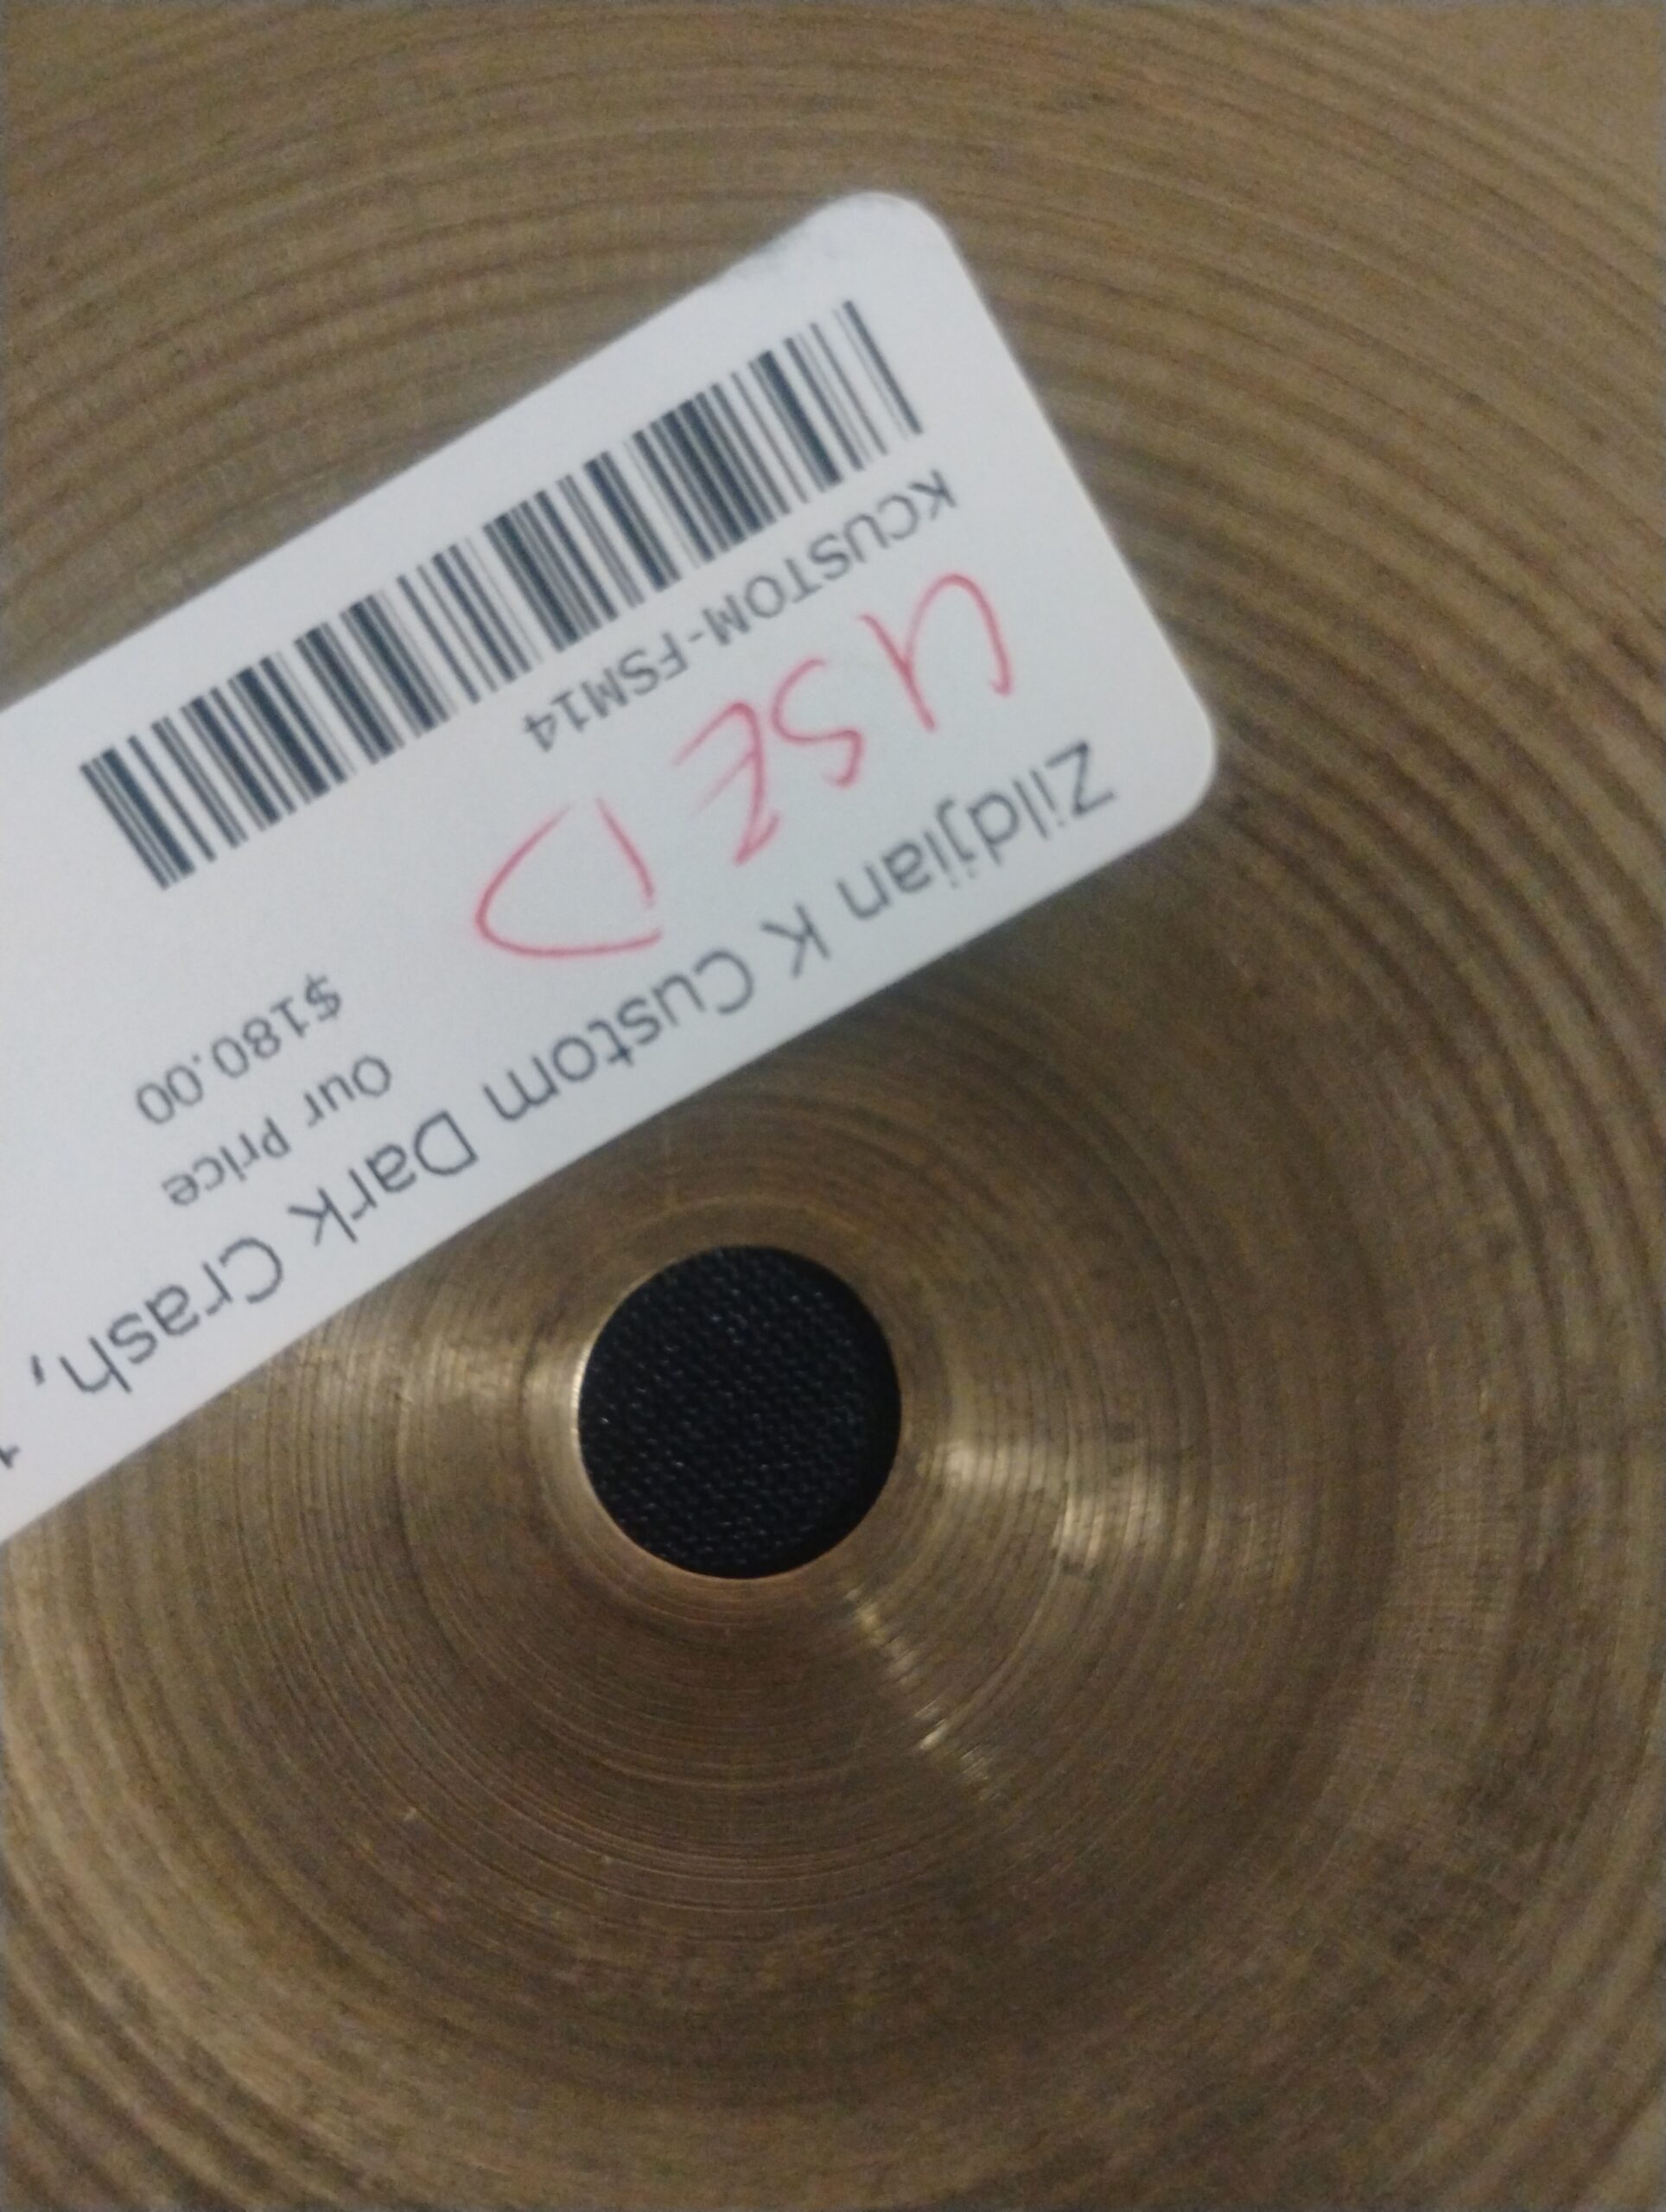 Zildjian K Custom Dark Crash,
USED
KCUSTOM-FSM14
Our Price
$180.00